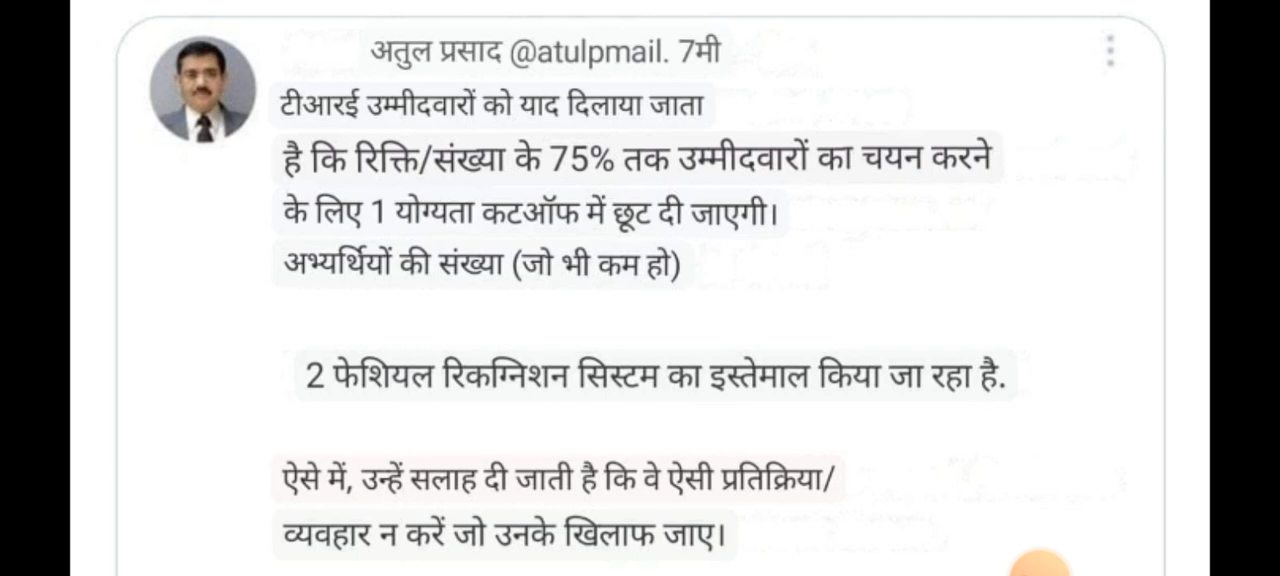 अतुल प्रसाद @atulpmail. 7मी
टीआरई उम्मीदवारों को याद दिलाया जाता
है कि रिक्ति/संख्या के 75% तक उम्मीदवारों का चयन करने
के लिए 1 योग्यता कटऑफ में छूट दी जाएगी।
अभ्यर्थियों की संख्या (जो भी कम हो)
2 फेशियल रिकग्निशन सिस्टम का इस्तेमाल किया जा रहा है.
ऐसे में, उन्हें सलाह दी जाती है कि वे ऐसी प्रतिक्रिया/
व्यवहार न करें जो उनके खिलाफ जाए।